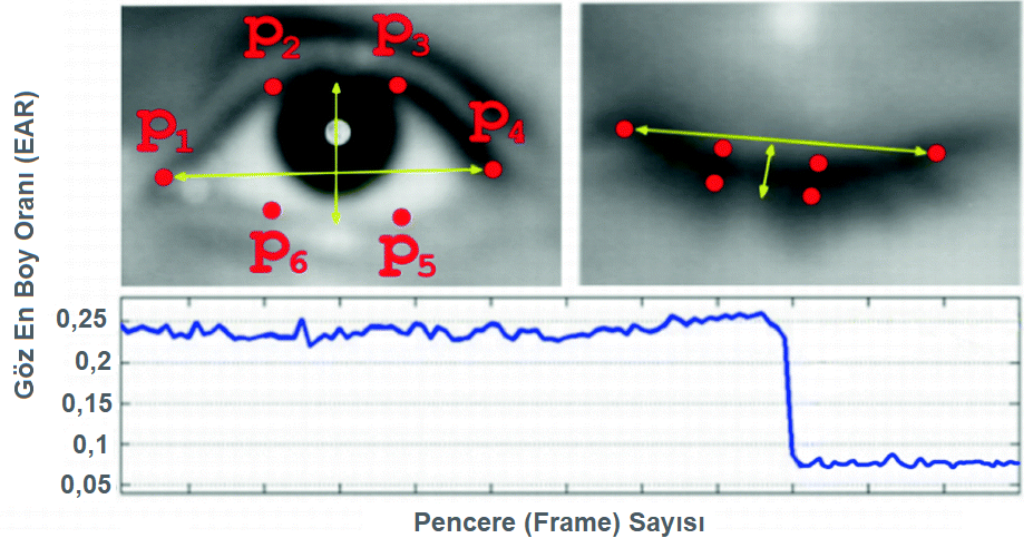 p2
p3
p1
p4
p6
p5
Göz En Boy Oranı (EAR)
0,25
0,2
0,15
0,1
0,05
Pencere (Frame) Sayısı